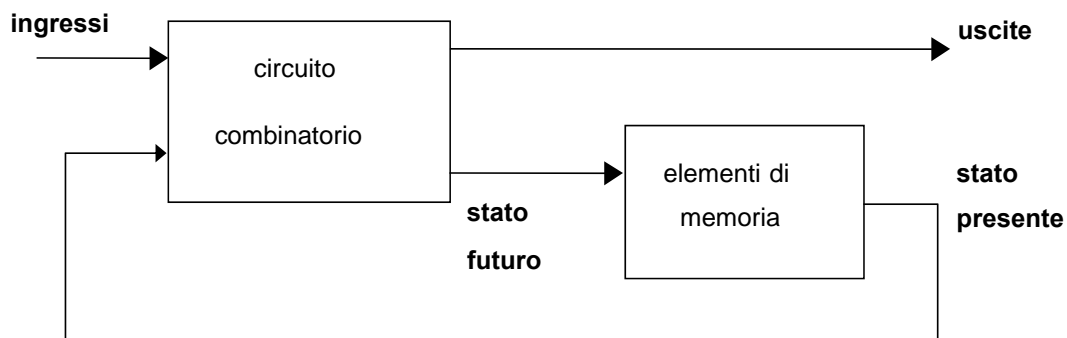 ingressi
uscite
circuito
combinatorio
elementi di
memoria
stato
presente
stato
futuro